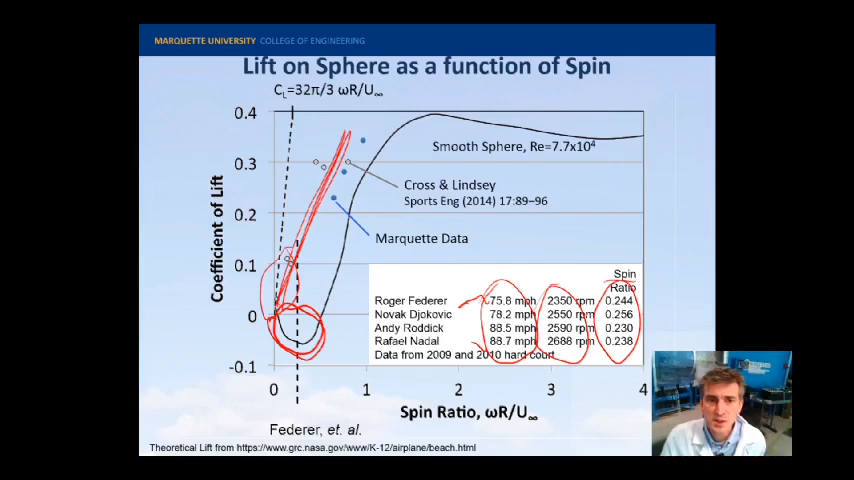 MARQUETTE UNIVERSITY COLLEGE OF ENGINEERING
Lift on Sphere as a function of Spin
CL=32π/3 ωR/U∞
0.4
Smooth Sphere, Re=7.7x10⁴
0.3
Cross & Lindsey
Sports Eng (2014) 17:89–96
0.2
Marquette Data
Coefficient of Lift
0.1
0
-0.1
Spin
Ratio
Roger Federer 75.8 mph 2350 rpm 0.244
Novak Djokovic 78.2 mph 2550 rpm 0.256
Andy Roddick 88.5 mph 2590 rpm 0.230
Rafael Nadal 88.7 mph 2688 rpm 0.238
Data from 2009 and 2010 hard court
0 1 2 3 4
Spin Ratio, ωR/U∞
Federer, et. al.
Theoretical Lift from https://www.grc.nasa.gov/www/K-12/airplane/beach.html